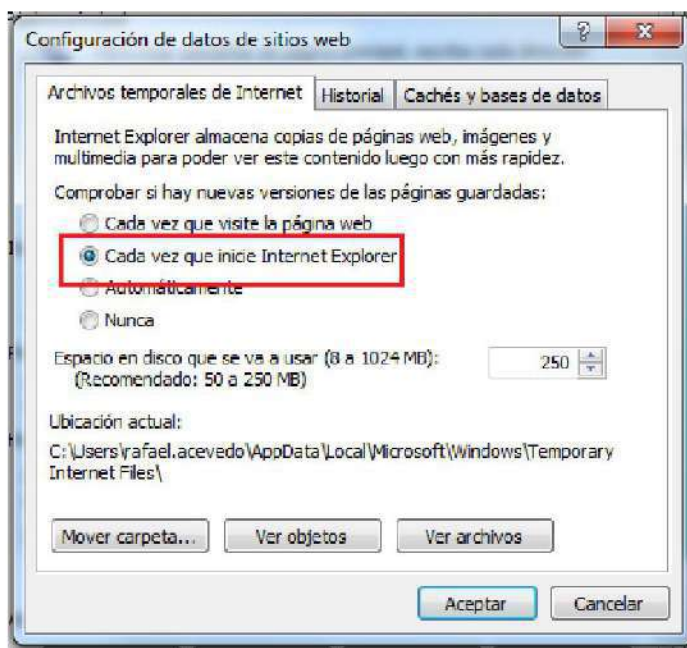 Configuración de datos de sitios web
Archivos temporales de Internet Historial Cachés y bases de datos
Internet Explorer almacena copias de páginas web, imágenes y
multimedia para poder ver este contenido luego con más rapidez.
Comprobar si hay nuevas versiones de las páginas guardadas:
Cada vez que visite la página web
Cada vez que inicie Internet Explorer
Automáticamente
Nunca
Espacio en disco que se va a usar (8 a 1024 MB): 250
(Recomendado: 50 a 250 MB)
Ubicación actual:
C:\Users\rafael.acevedo\AppData\Local\Microsoft\Windows\Temporary
Internet Files\
Mover carpeta... Ver objetos Ver archivos
Aceptar Cancelar